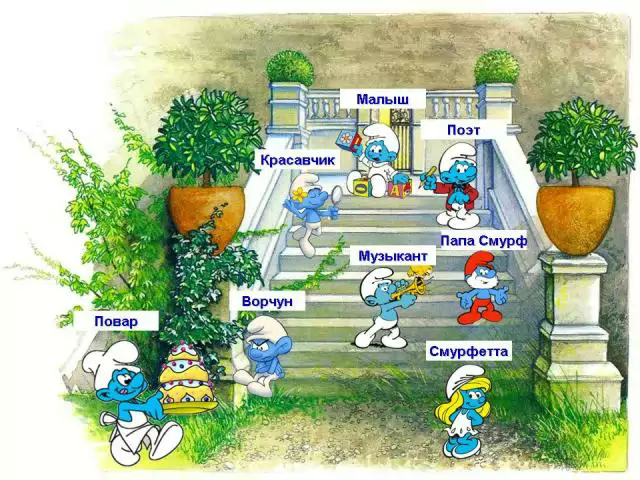 Малыш
Поэт
Красавчик
Папа Смурф
Музыкант
Ворчун
Повар
Смурфетта